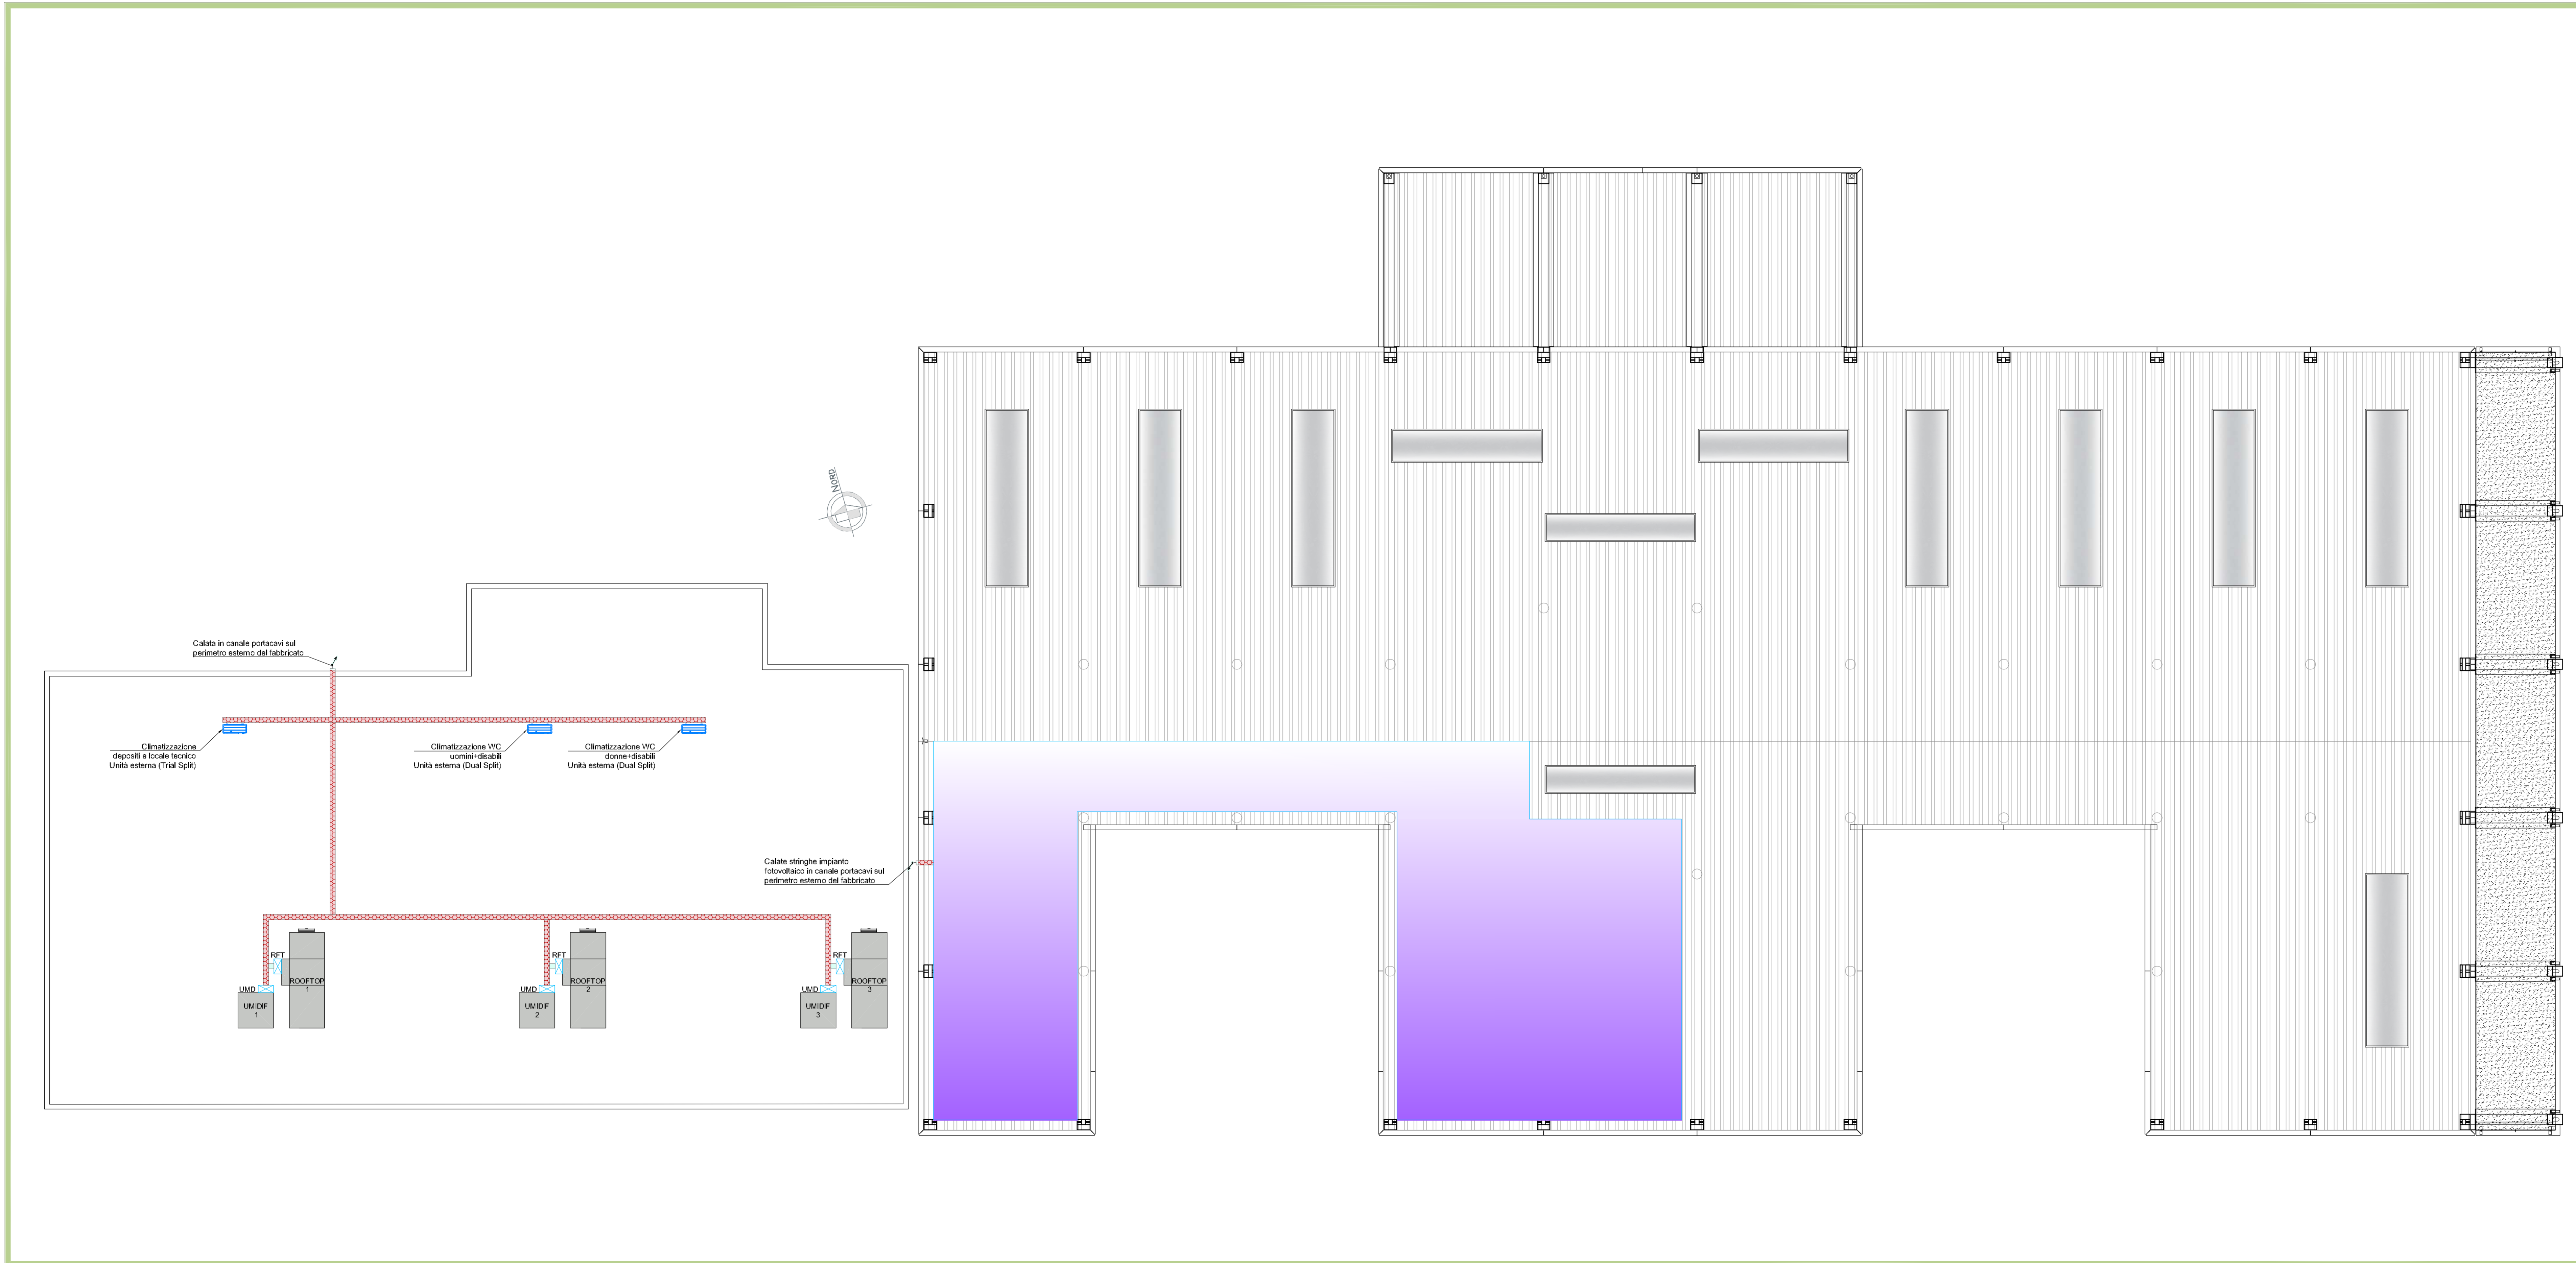 NORD
Calata in canale portacavi sul
perimetro esterno del fabbricato
Climatizzazione
depositi e locale tecnico
Unità esterna (Trial Split)
Climatizzazione WC
uomini+disabili
Unità esterna (Dual Split)
Climatizzazione WC
donne+disabili
Unità esterna (Dual Split)
Calate stringhe impianto
fotovoltaico in canale portacavi sul
perimetro esterno del fabbricato
RFT
ROOFTOP
1
UMD
UMIDIF
1
RFT
ROOFTOP
2
UMD
UMIDIF
2
RFT
ROOFTOP
3
UMD
UMIDIF
3